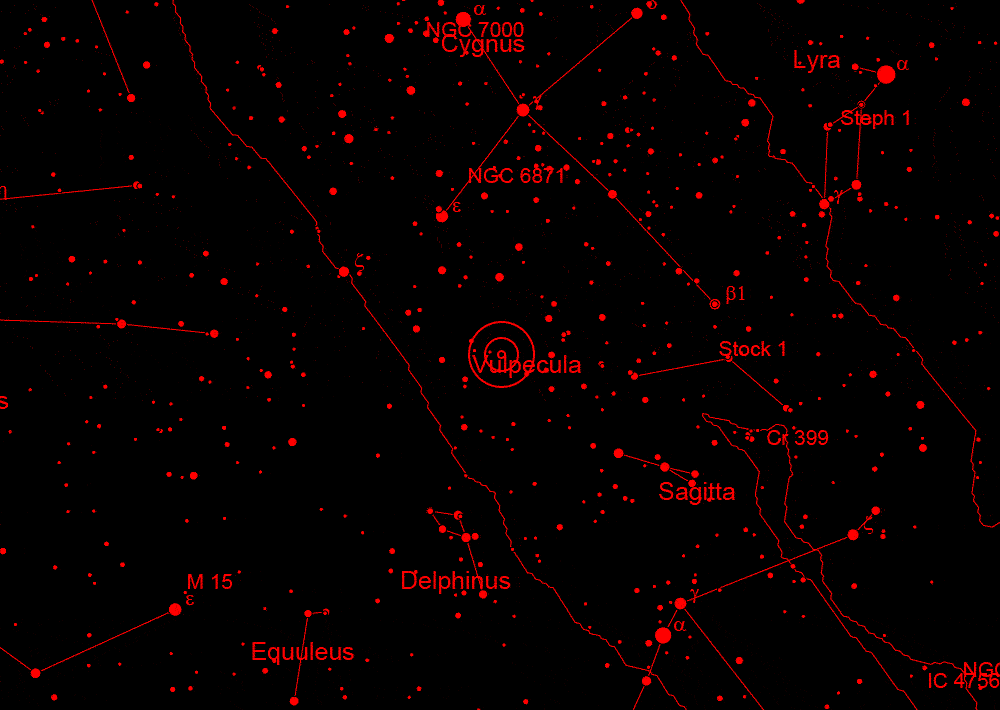 α
NGC 7000
Cygnus
Lyra α
γ
Steph 1
NGC 6871
γ
ε
η
ζ
β1
Stock 1
Vulpecula
s
Cr 399
Sagitta
ζ
Delphinus
M 15
ε
γ
α
Equuleus
NGC
IC 4756